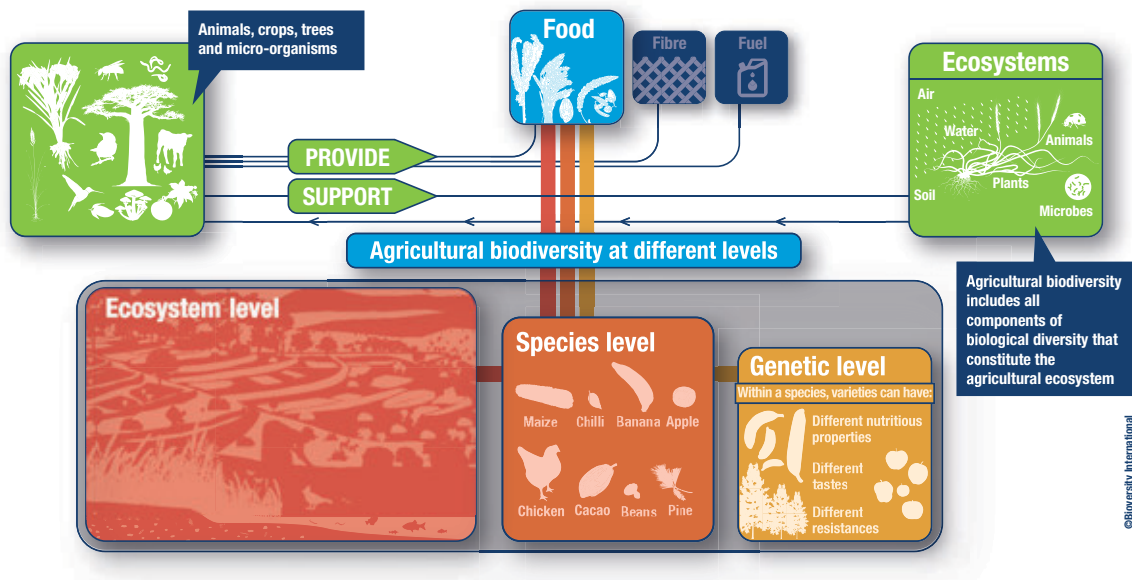 Animals, crops, trees
and micro-organisms
Food
Fibre
Fuel
Ecosystems
Air
Water
Animals
Plants
Soil
Microbes
PROVIDE
SUPPORT
Agricultural biodiversity at different levels
Agricultural biodiversity
includes all
components of
biological diversity that
constitute the
agricultural ecosystem
Ecosystem level
Species level
Maize Chilli Banana Apple
Chicken Cacao Beans Pine
Genetic level
Within a species, varieties can have:
Different nutritious
properties
Different
tastes
Different
resistances
©Bioversity International